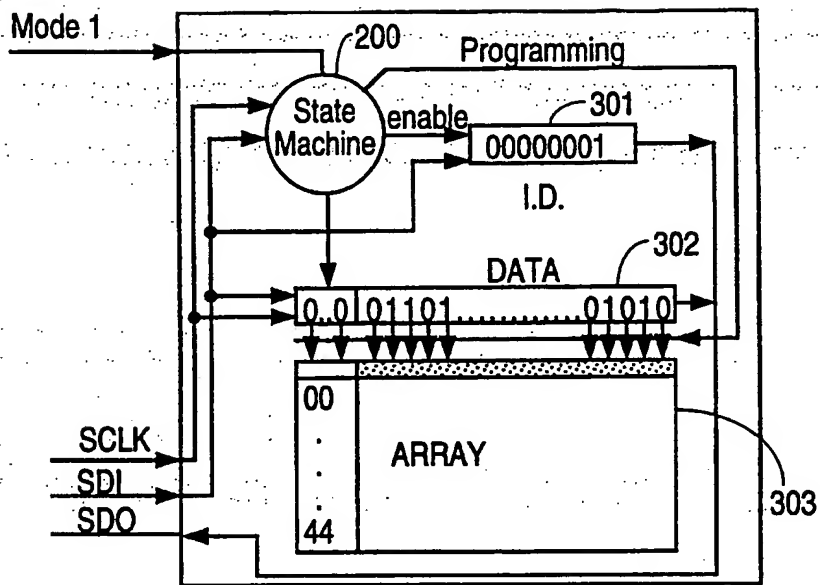 Mode 1
200
Programming
State
Machine
enable
301
00000001
I.D.
302
DATA
0..0 01101..............01010
00
.
.
.
44
ARRAY
303
SCLK
SDI
SDO